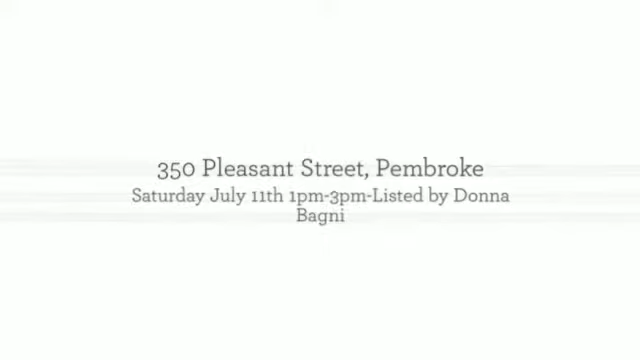 350 Pleasant Street, Pembroke
Saturday July 11th 1pm-3pm-Listed by Donna
Bagni